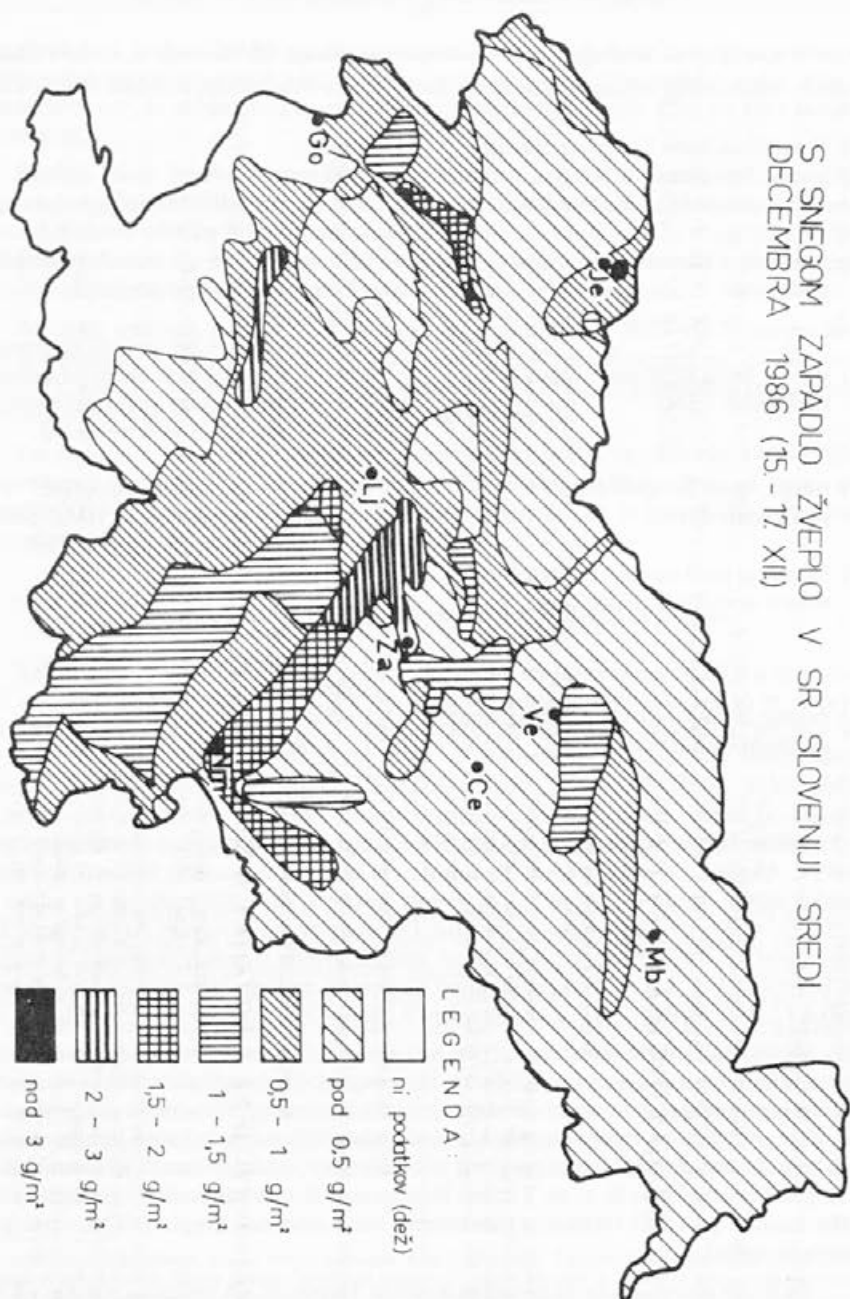 S SNEGOM ZAPADLO ŽVEPLO V SR SLOVENIJI SREDI
DECEMBRA 1986 (15. - 17. XII.)
Je
Go
Lj
Za
Ve
Ce
Mb
LEGENDA:
ni podatkov (dež)
pod 0,5 g/m²
0,5 - 1 g/m²
1 - 1,5 g/m²
1,5 - 2 g/m²
2 - 3 g/m²
nad 3 g/m²